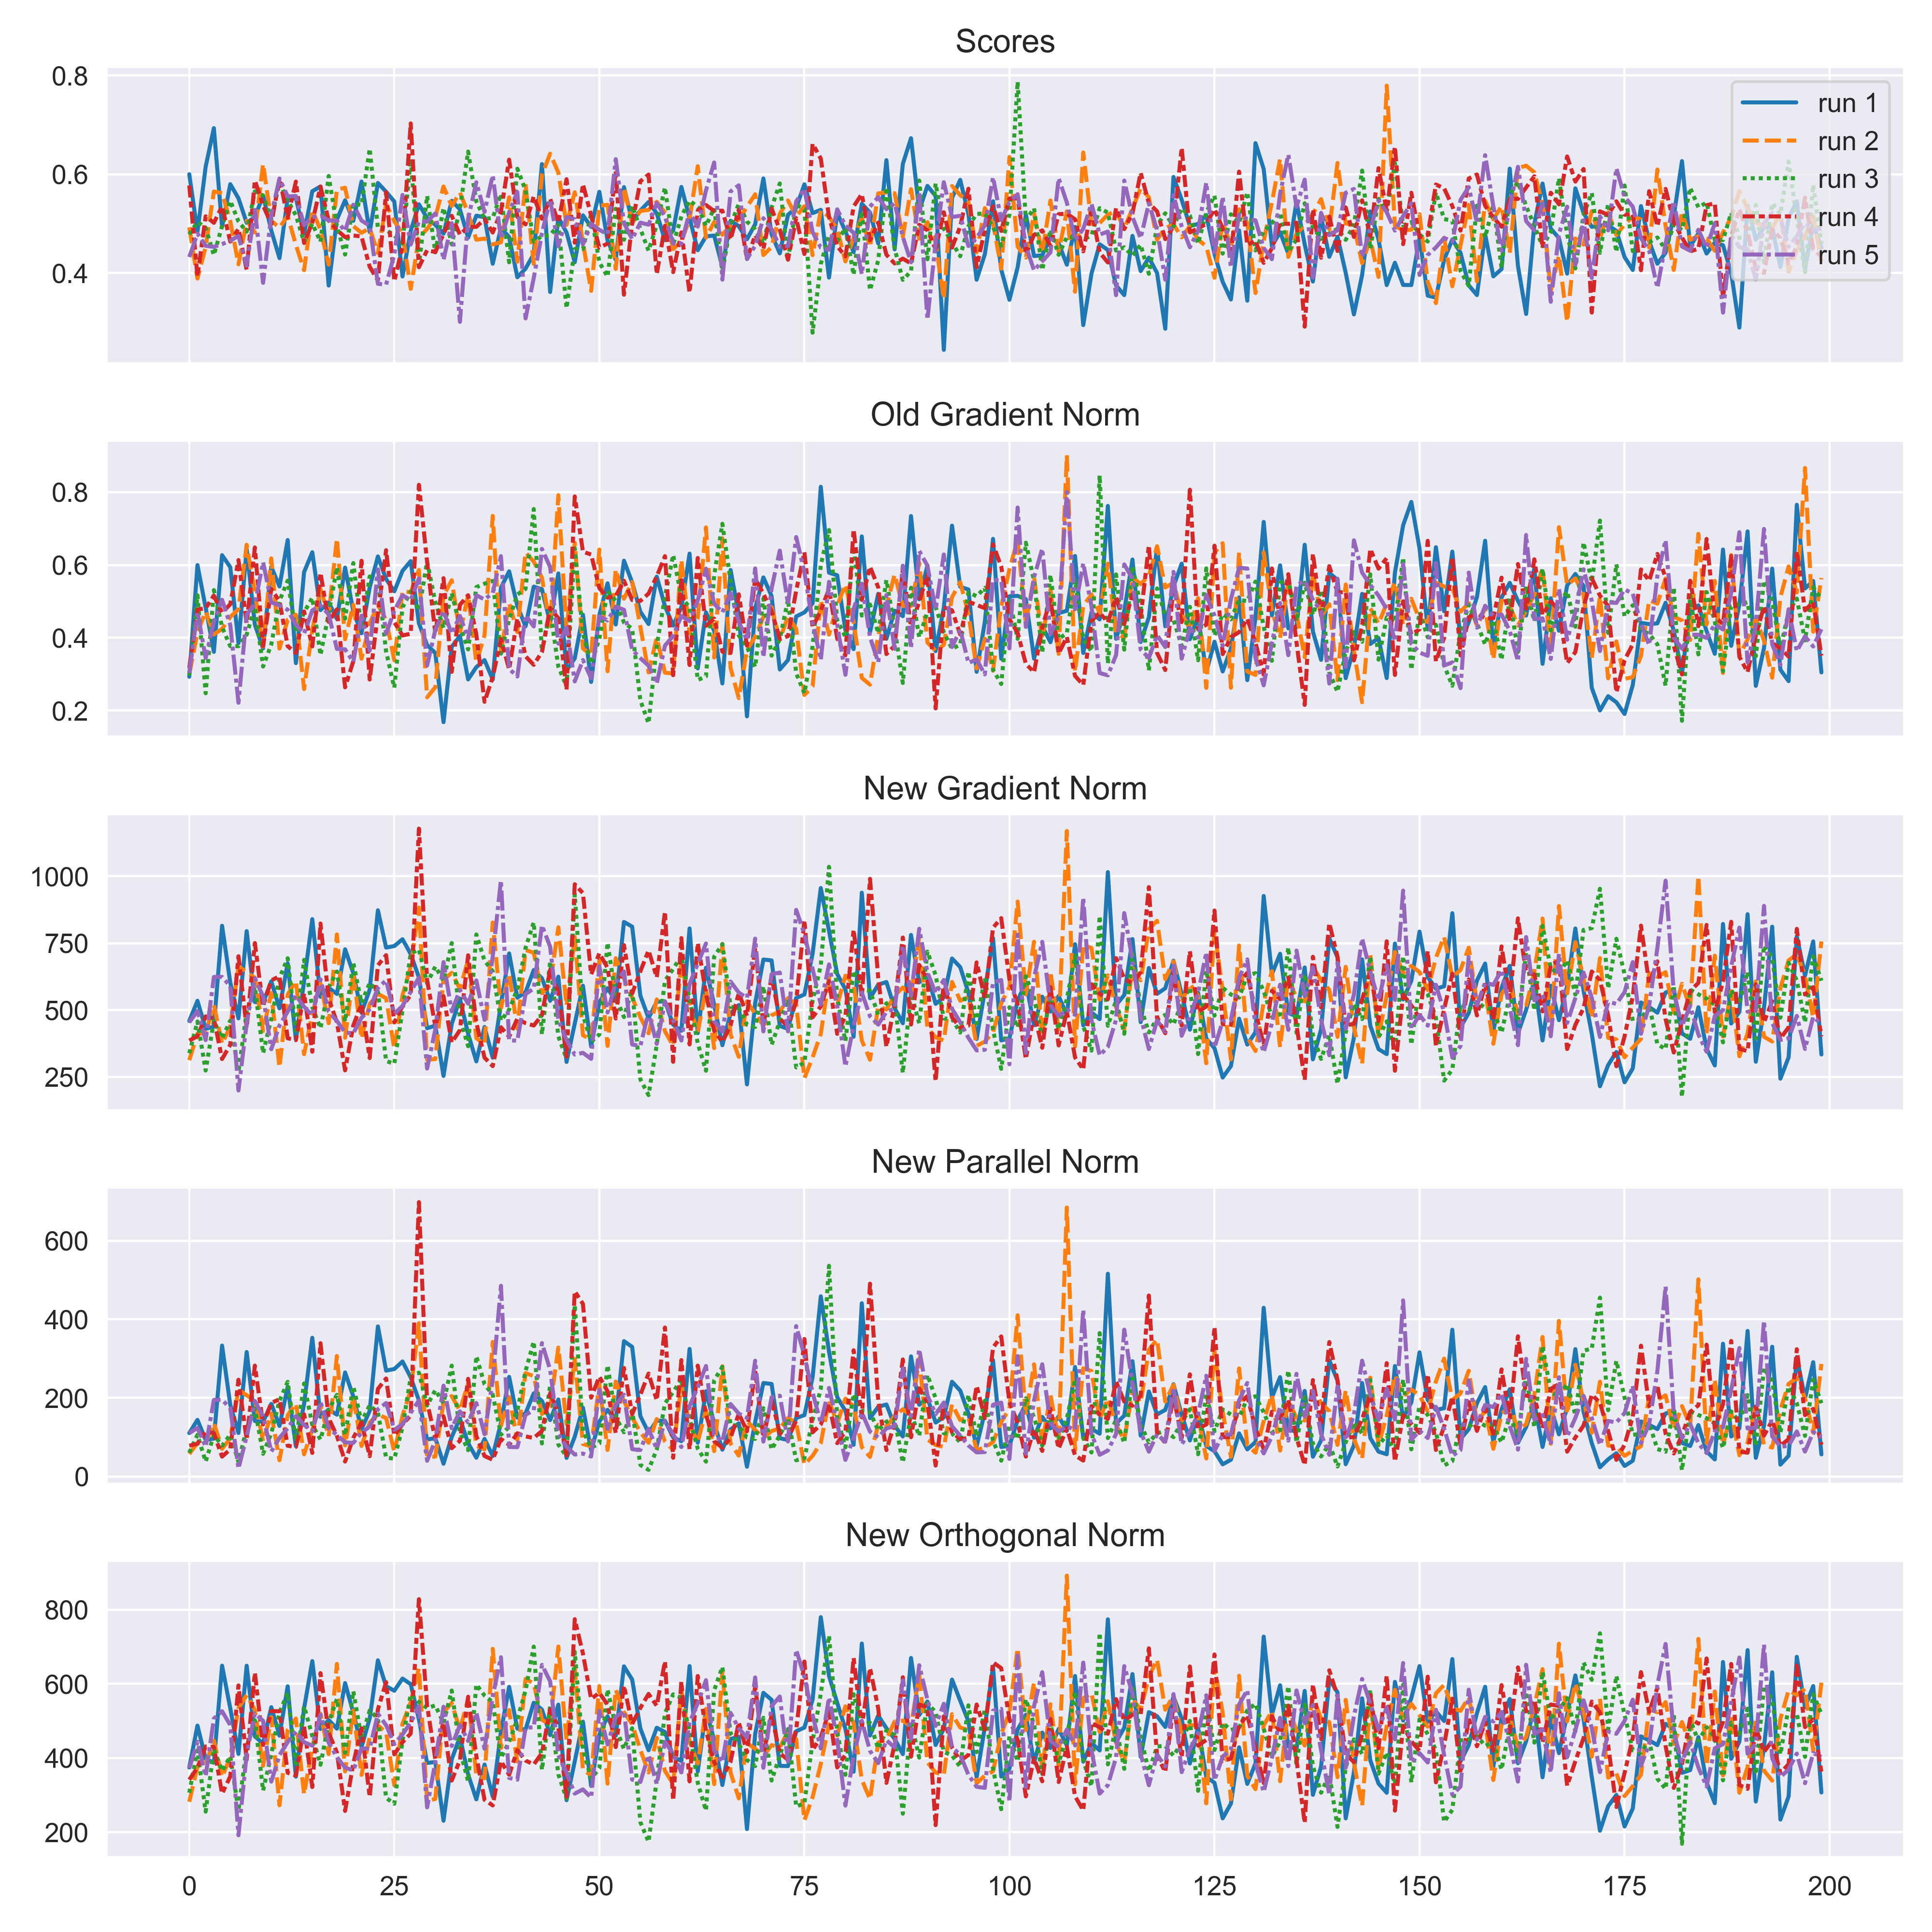 Scores
0.8
0.6
0.4
run 1
run 2
run 3
run 4
run 5
Old Gradient Norm
0.8
0.6
0.4
0.2
New Gradient Norm
1000
750
500
250
New Parallel Norm
600
400
200
0
New Orthogonal Norm
800
600
400
200
0 25 50 75 100 125 150 175 200